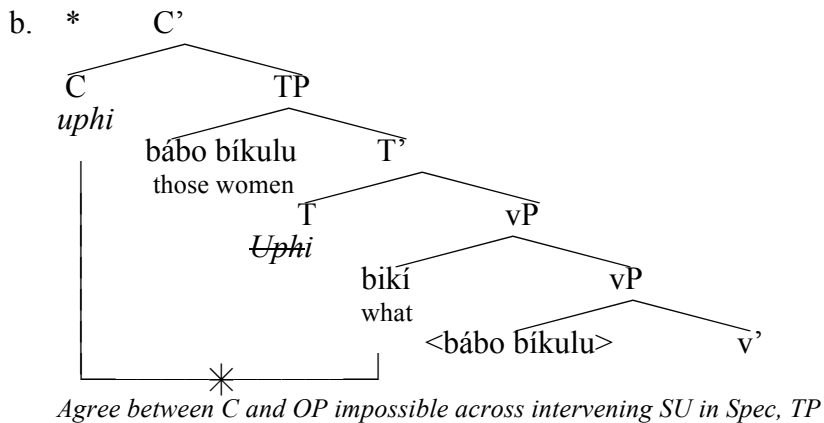 b. * C’
C TP
uphi
bábo bíkulu T’
those women
T vP
Uphi
bikí vP
what
<bábo bíkulu> v’
Agree between C and OP impossible across intervening SU in Spec, TP